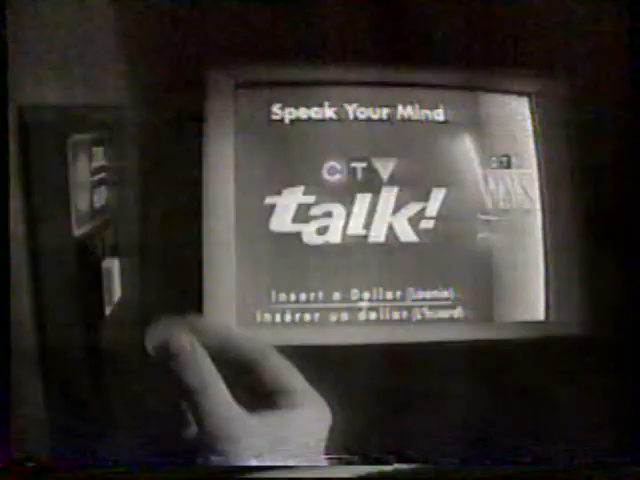 Speak Your Mind
CTV
talk!
Insert a Dollar (Loonie)
Insérer un dollar (L'huard)